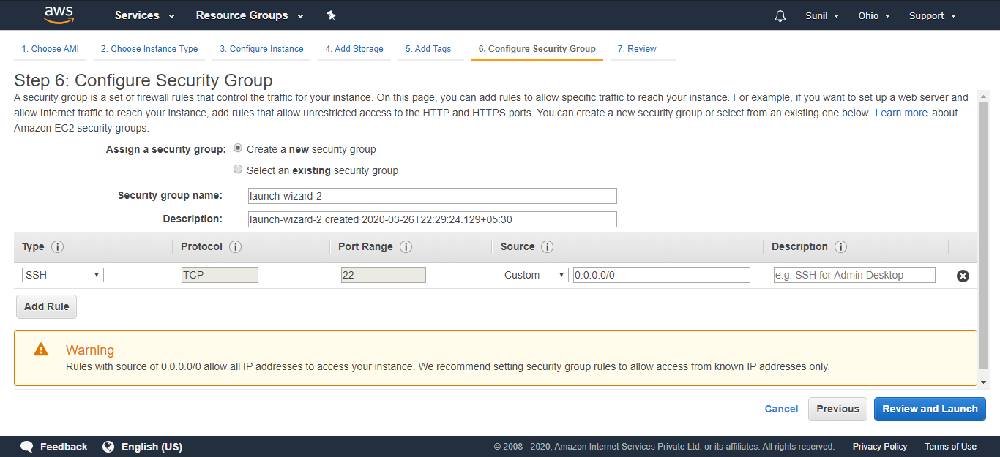 aws Services Resource Groups Sunil Ohio Support
1. Choose AMI 2. Choose Instance Type 3. Configure Instance 4. Add Storage 5. Add Tags 6. Configure Security Group 7. Review
Step 6: Configure Security Group
A security group is a set of firewall rules that control the traffic for your instance. On this page, you can add rules to allow specific traffic to reach your instance. For example, if you want to set up a web server and
allow Internet traffic to reach your instance, add rules that allow unrestricted access to the HTTP and HTTPS ports. You can create a new security group or select from an existing one below. Learn more about
Amazon EC2 security groups.
Assign a security group: Create a new security group
Select an existing security group
Security group name: launch-wizard-2
Description: launch-wizard-2 created 2020-03-26T22:29:24.129+05:30
Type i Protocol i Port Range i Source i Description i
SSH TCP 22 Custom 0.0.0.0/0 e.g. SSH for Admin Desktop
Add Rule
Warning
Rules with source of 0.0.0.0/0 allow all IP addresses to access your instance. We recommend setting security group rules to allow access from known IP addresses only.
Cancel Previous Review and Launch
Feedback English (US) © 2008 - 2020, Amazon Internet Services Private Ltd. or its affiliates. All rights reserved. Privacy Policy Terms of Use